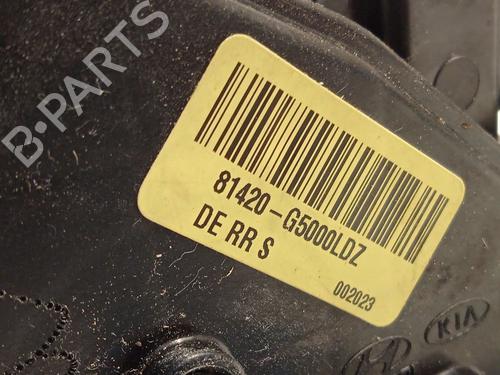 B-PARTS
81420-G5000LDZ
DE RR S
002023
KIA